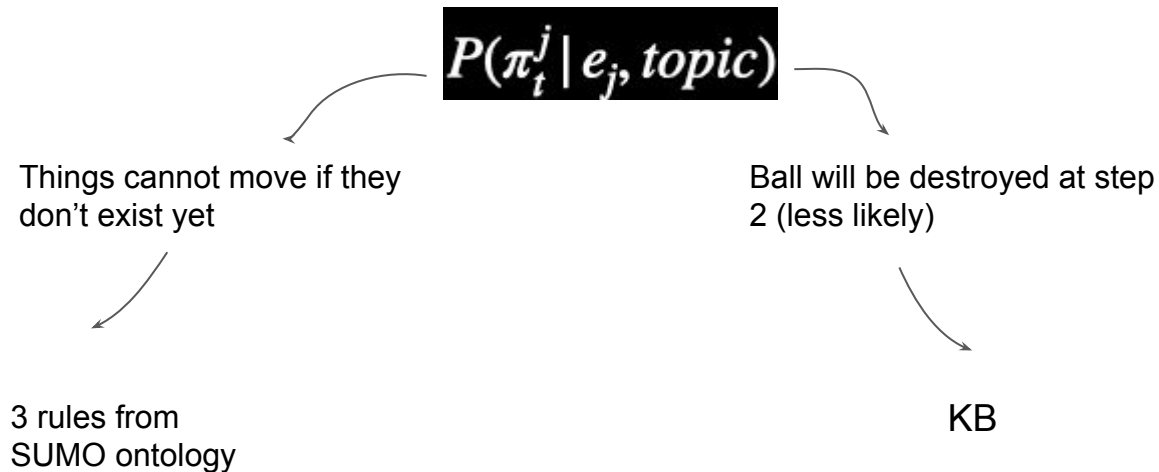 P(π_t^j | e_j, topic)
Things cannot move if they
don’t exist yet
Ball will be destroyed at step
2 (less likely)
3 rules from
SUMO ontology
KB